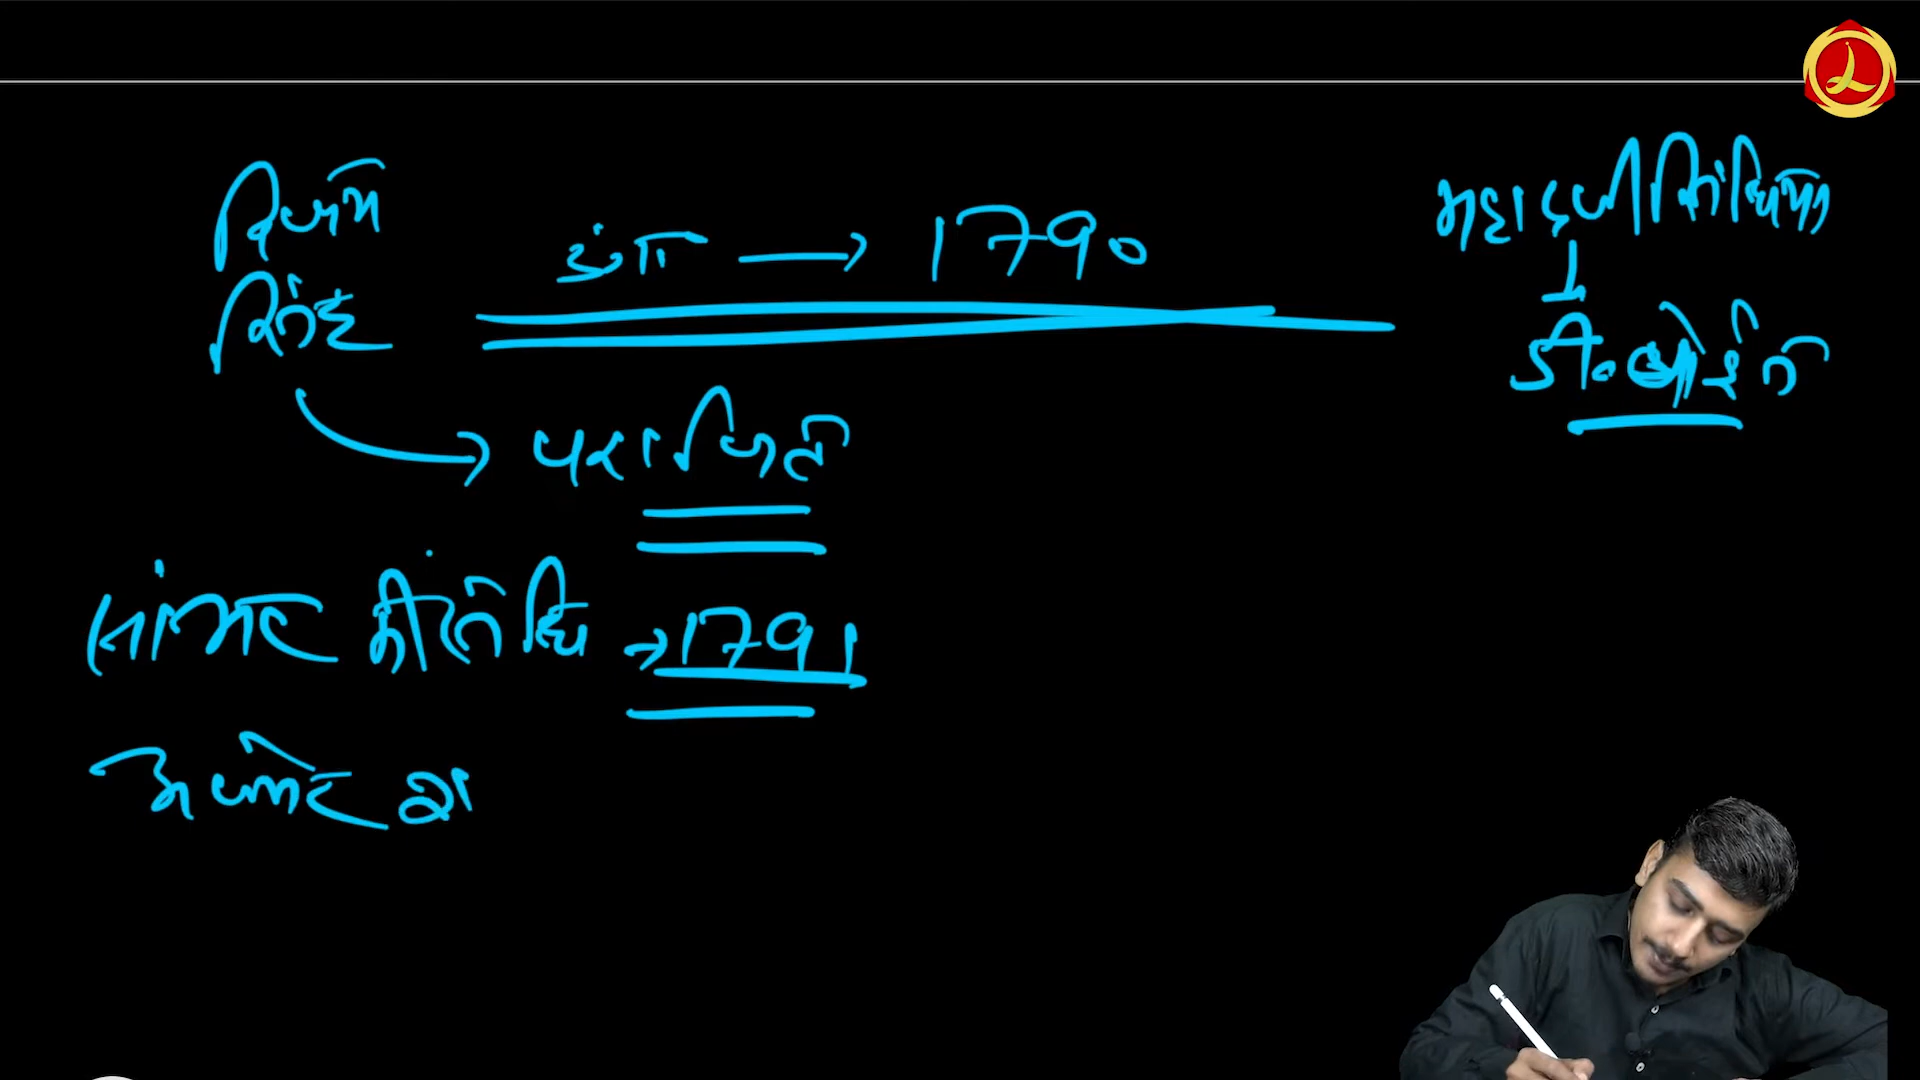 विजय
सिंह
डंगा → 1790
महादजी सिंधिया
डी. बोईन
पराजित
सांभर की संधि → 1791
अजमेर